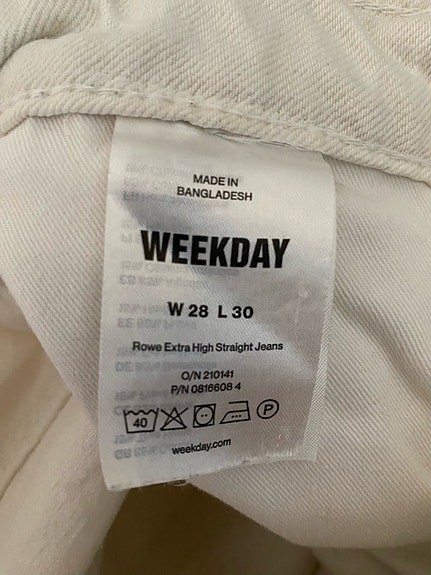 MADE IN
BANGLADESH
WEEKDAY
W 28 L 30
Rowe Extra High Straight Jeans
O/N 210141
P/N 0816608 4
40 P
weekday.com